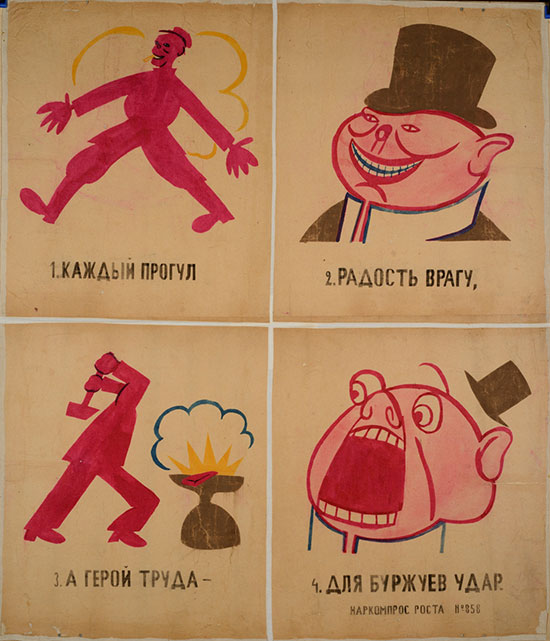 1. КАЖДЫЙ ПРОГУЛ
2. РАДОСТЬ ВРАГУ,
3. А ГЕРОЙ ТРУДА –
4. ДЛЯ БУРЖУЕВ УДАР.
НАРКОМПРОС РОСТА №858